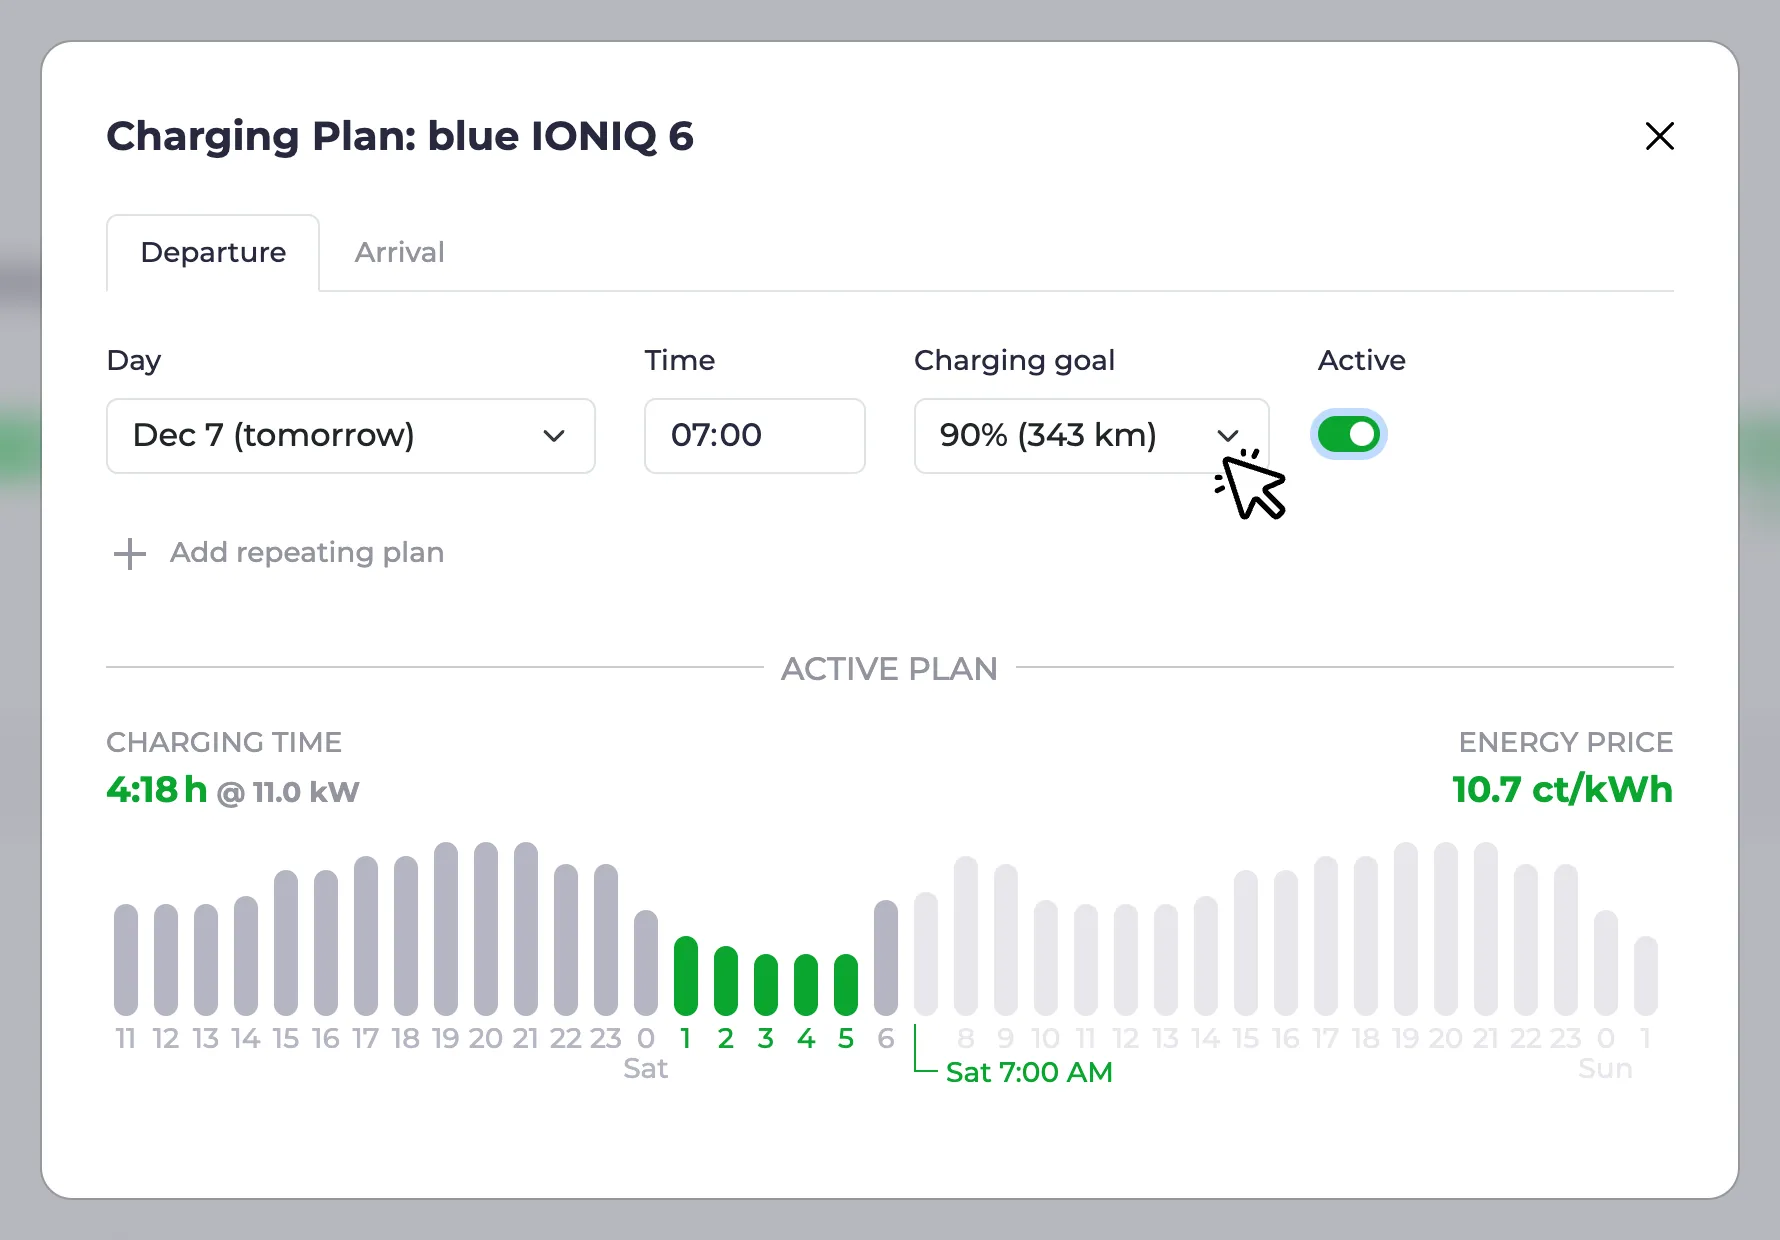 Charging Plan: blue IONIQ 6
Departure Arrival
Day Time Charging goal Active
Dec 7 (tomorrow) 07:00 90% (343 km)
Add repeating plan
ACTIVE PLAN
CHARGING TIME ENERGY PRICE
4:18 h @ 11.0 kW 10.7 ct/kWh
11 12 13 14 15 16 17 18 19 20 21 22 23 0 1 2 3 4 5 6 8 9 10 11 12 13 14 15 16 17 18 19 20 21 22 23 0 1
Sat Sat 7:00 AM Sun